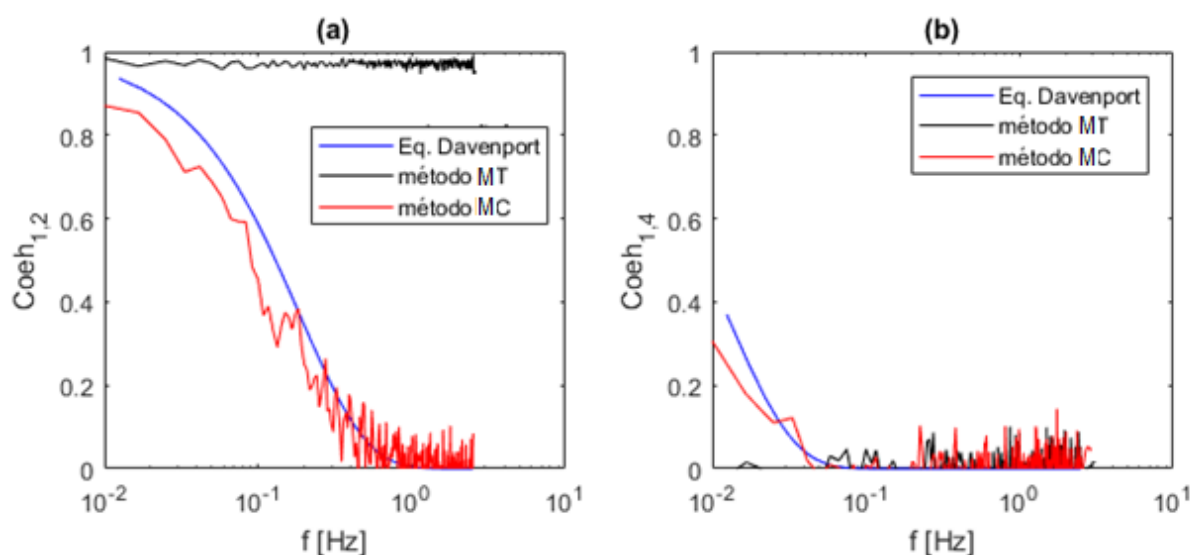 (a)
1
0.8
0.6
0.4
0.2
0
Coeh1,2
Eq. Davenport
método MT
método MC
10-2
10-1
100
101
f [Hz]
(b)
1
0.8
0.6
0.4
0.2
0
Coeh1,4
Eq. Davenport
método MT
método MC
10-2
10-1
100
101
f [Hz]